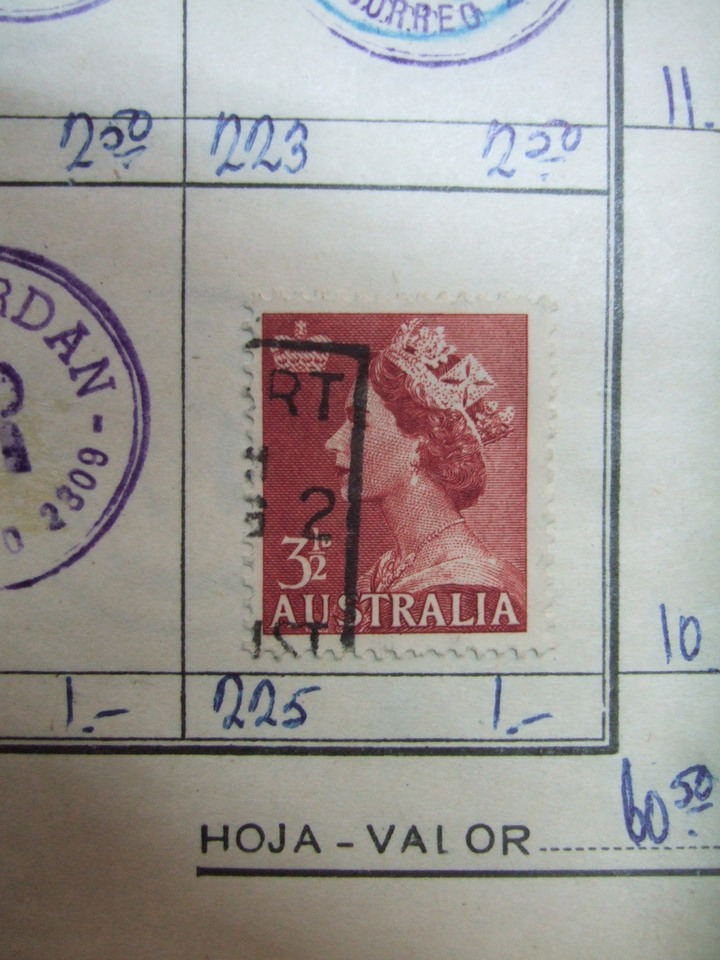 CORREO
11.
2 50
223
2 50
RDAN -
2309
RT
2
3½D
AUSTRALIA
10
1.-
225
1.-
60 50
HOJA - VALOR